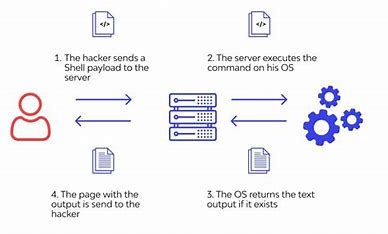 1. The hacker sends a
Shell payload to the
server
2. The server executes the
command on his OS
4. The page with the
output is send to the
hacker
3. The OS returns the text
output if it exists